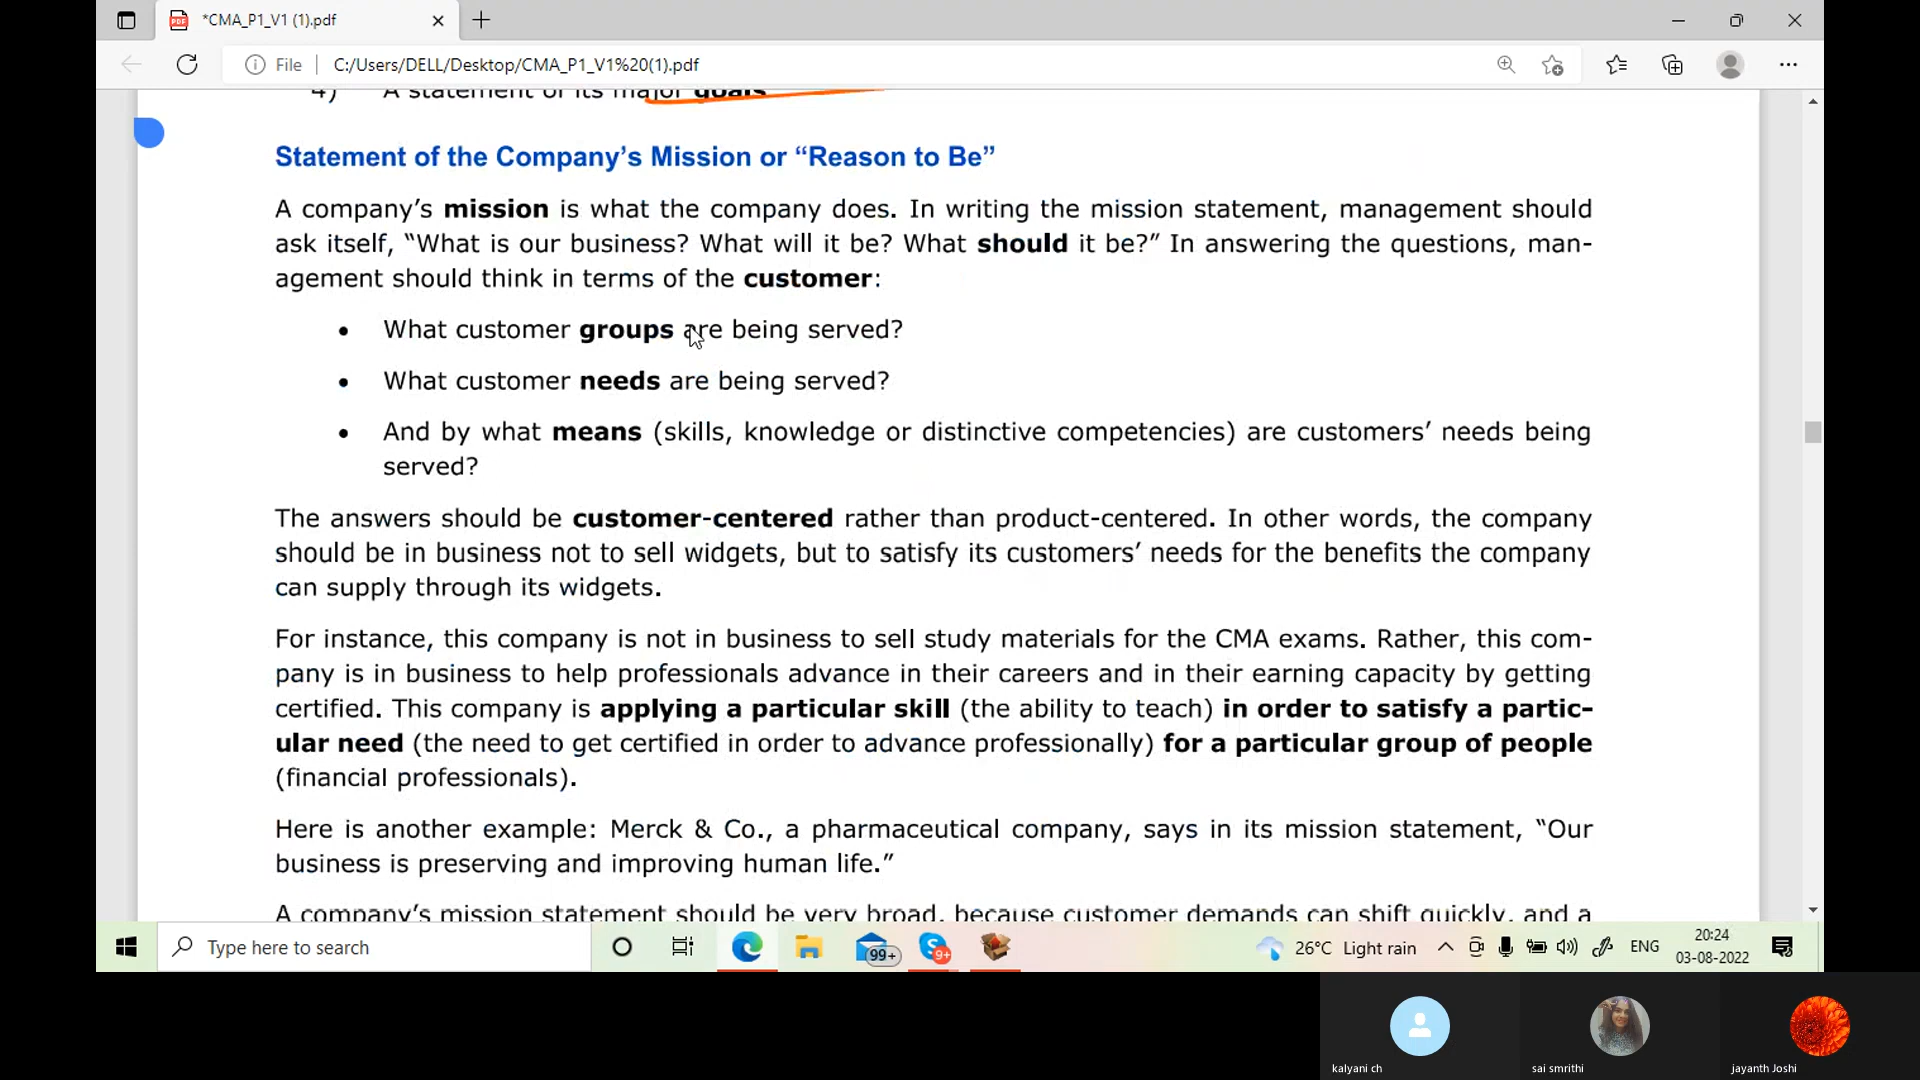 *CMA_P1_V1 (1).pdf
File
C:/Users/DELL/Desktop/CMA_P1_V1%20(1).pdf
4) A statement of its major goals
Statement of the Company's Mission or “Reason to Be”
A company's mission is what the company does. In writing the mission statement, management should
ask itself, “What is our business? What will it be? What should it be?” In answering the questions, man-
agement should think in terms of the customer:
• What customer groups are being served?
• What customer needs are being served?
• And by what means (skills, knowledge or distinctive competencies) are customers’ needs being
served?
The answers should be customer-centered rather than product-centered. In other words, the company
should be in business not to sell widgets, but to satisfy its customers’ needs for the benefits the company
can supply through its widgets.
For instance, this company is not in business to sell study materials for the CMA exams. Rather, this com-
pany is in business to help professionals advance in their careers and in their earning capacity by getting
certified. This company is applying a particular skill (the ability to teach) in order to satisfy a partic-
ular need (the need to get certified in order to advance professionally) for a particular group of people
(financial professionals).
Here is another example: Merck & Co., a pharmaceutical company, says in its mission statement, “Our
business is preserving and improving human life.”
A company’s mission statement should be very broad, because customer demands can shift quickly, and a
Type here to search
99+
9+
26°C Light rain
ENG
20:24
03-08-2022
kalyani ch
sai smrithi
jayanth Joshi